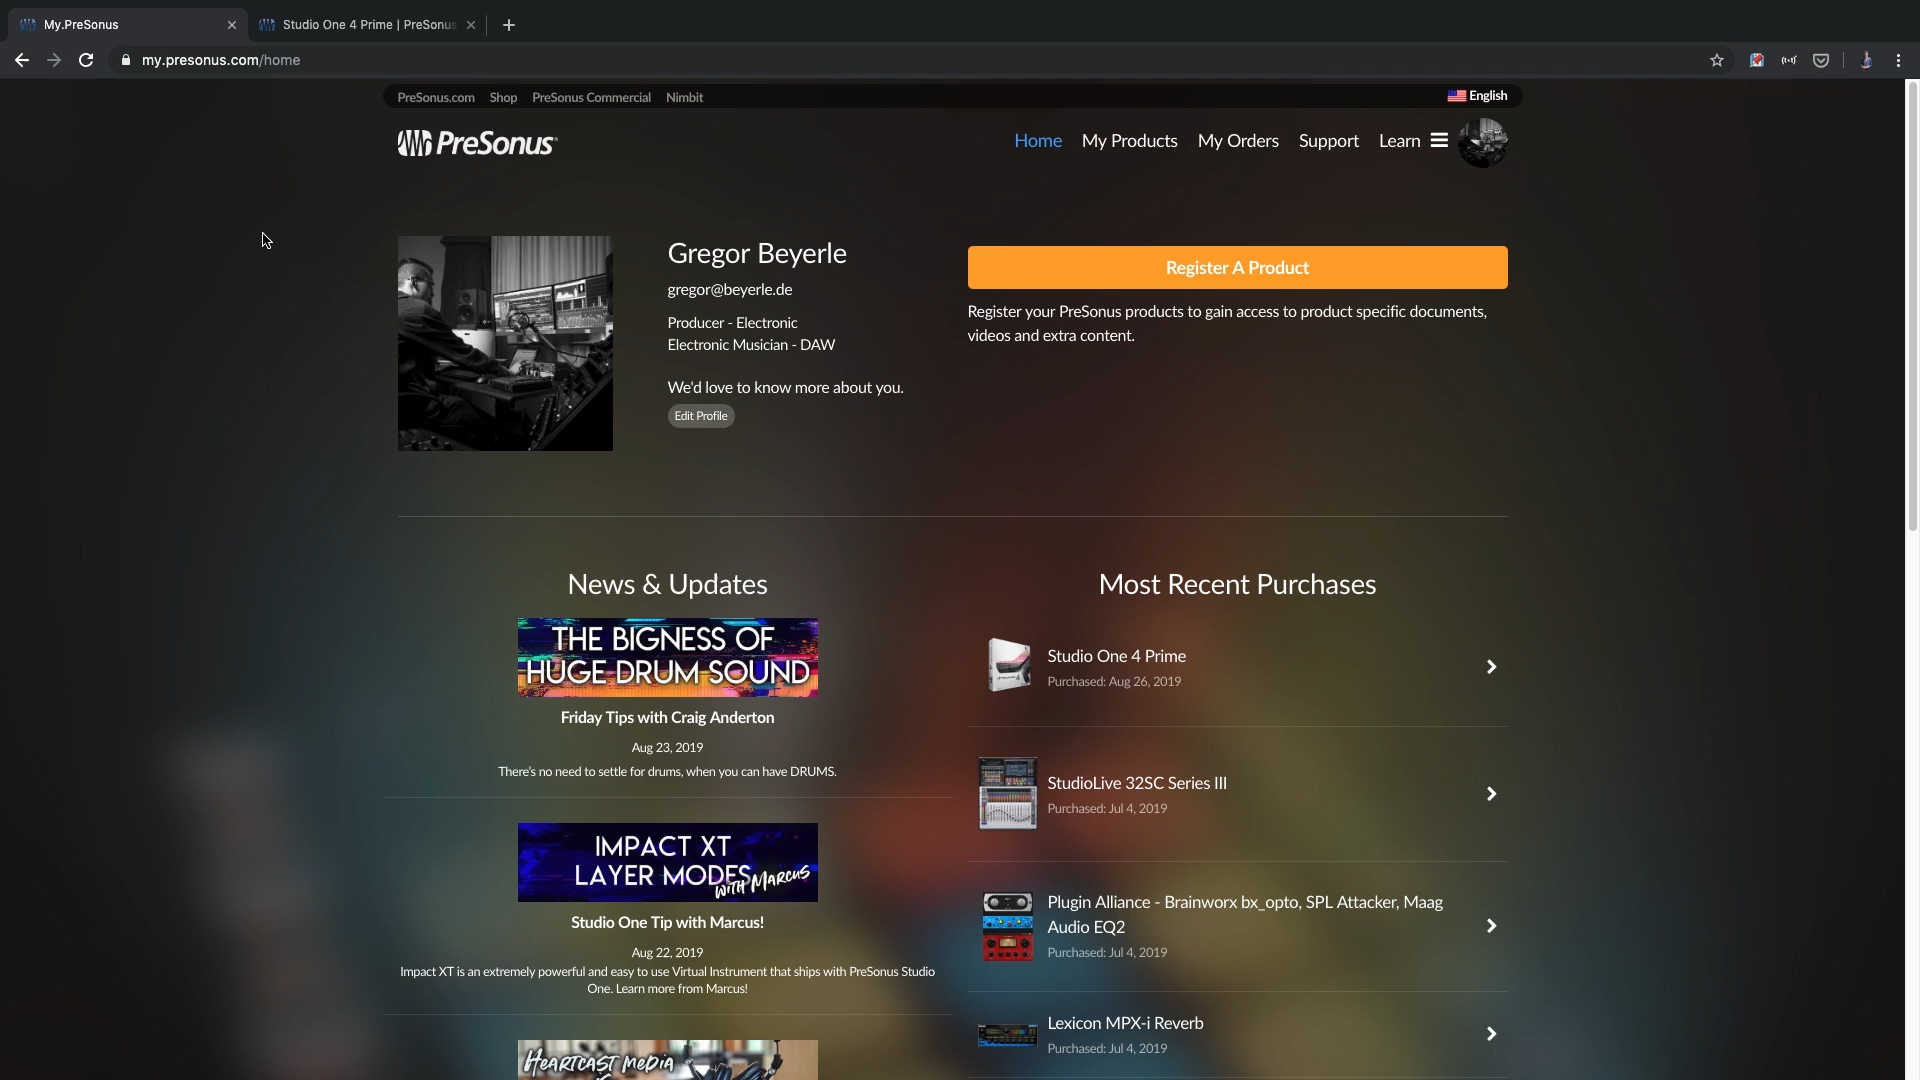 My.PreSonus
Studio One 4 Prime | PreSonus
my.presonus.com/home
PreSonus.com Shop PreSonus Commercial Nimbit
English
PreSonus
Home My Products My Orders Support Learn
Gregor Beyerle
gregor@beyerle.de
Producer - Electronic
Electronic Musician - DAW
We'd love to know more about you.
Edit Profile
Register A Product
Register your PreSonus products to gain access to product specific documents,
videos and extra content.
News & Updates
THE BIGNESS OF
HUGE DRUM SOUND
Friday Tips with Craig Anderton
Aug 23, 2019
There's no need to settle for drums, when you can have DRUMS.
IMPACT XT
LAYER MODES
WITH MARCUS
Studio One Tip with Marcus!
Aug 22, 2019
Impact XT is an extremely powerful and easy to use Virtual Instrument that ships with PreSonus Studio
One. Learn more from Marcus!
HEARTCAST MEDIA
Most Recent Purchases
Studio One 4 Prime
Purchased: Aug 26, 2019
StudioLive 32SC Series III
Purchased: Jul 4, 2019
Plugin Alliance - Brainworx bx_opto, SPL Attacker, Maag
Audio EQ2
Purchased: Jul 4, 2019
Lexicon MPX-i Reverb
Purchased: Jul 4, 2019